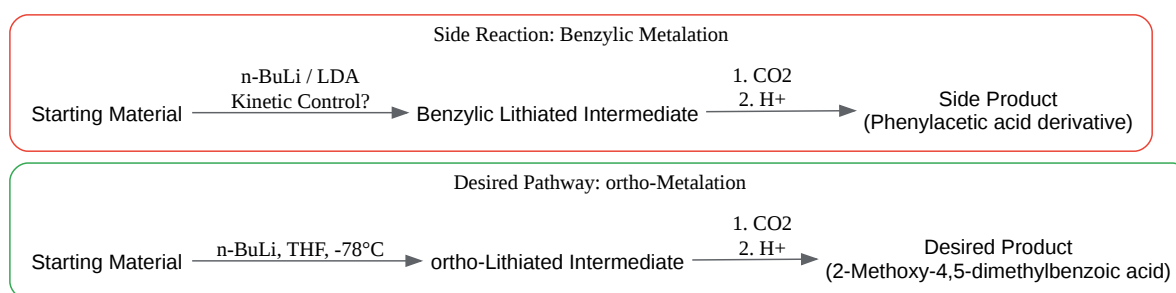 Side Reaction: Benzylic Metalation
Starting Material
n-BuLi / LDA
Kinetic Control?
Benzylic Lithiated Intermediate
1. CO2
2. H+
Side Product
(Phenylacetic acid derivative)
Desired Pathway: ortho-Metalation
Starting Material
n-BuLi, THF, -78°C
ortho-Lithiated Intermediate
1. CO2
2. H+
Desired Product
(2-Methoxy-4,5-dimethylbenzoic acid)